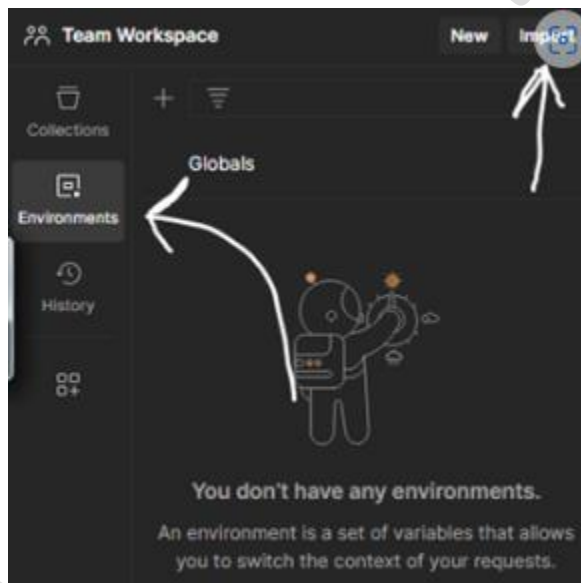 Team Workspace New Import
Collections
Globals
Environments
History
You don't have any environments.
An environment is a set of variables that allows
you to switch the context of your requests.